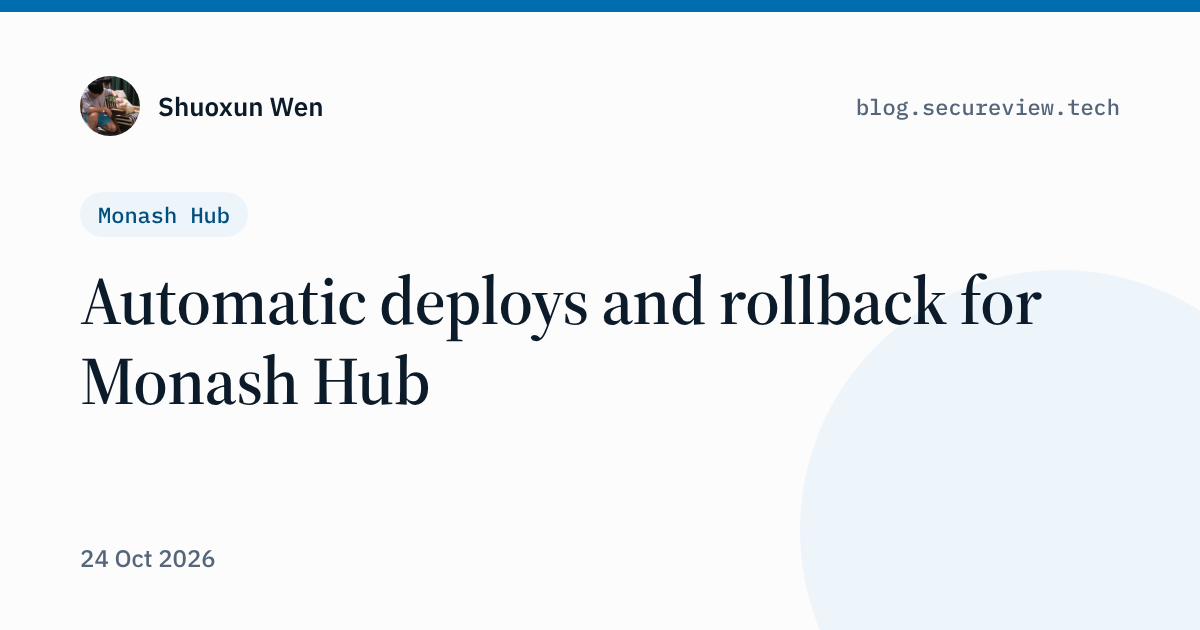 Shuoxun Wen
blog.secureview.tech
Monash Hub
Automatic deploys and rollback for
Monash Hub
24 Oct 2026